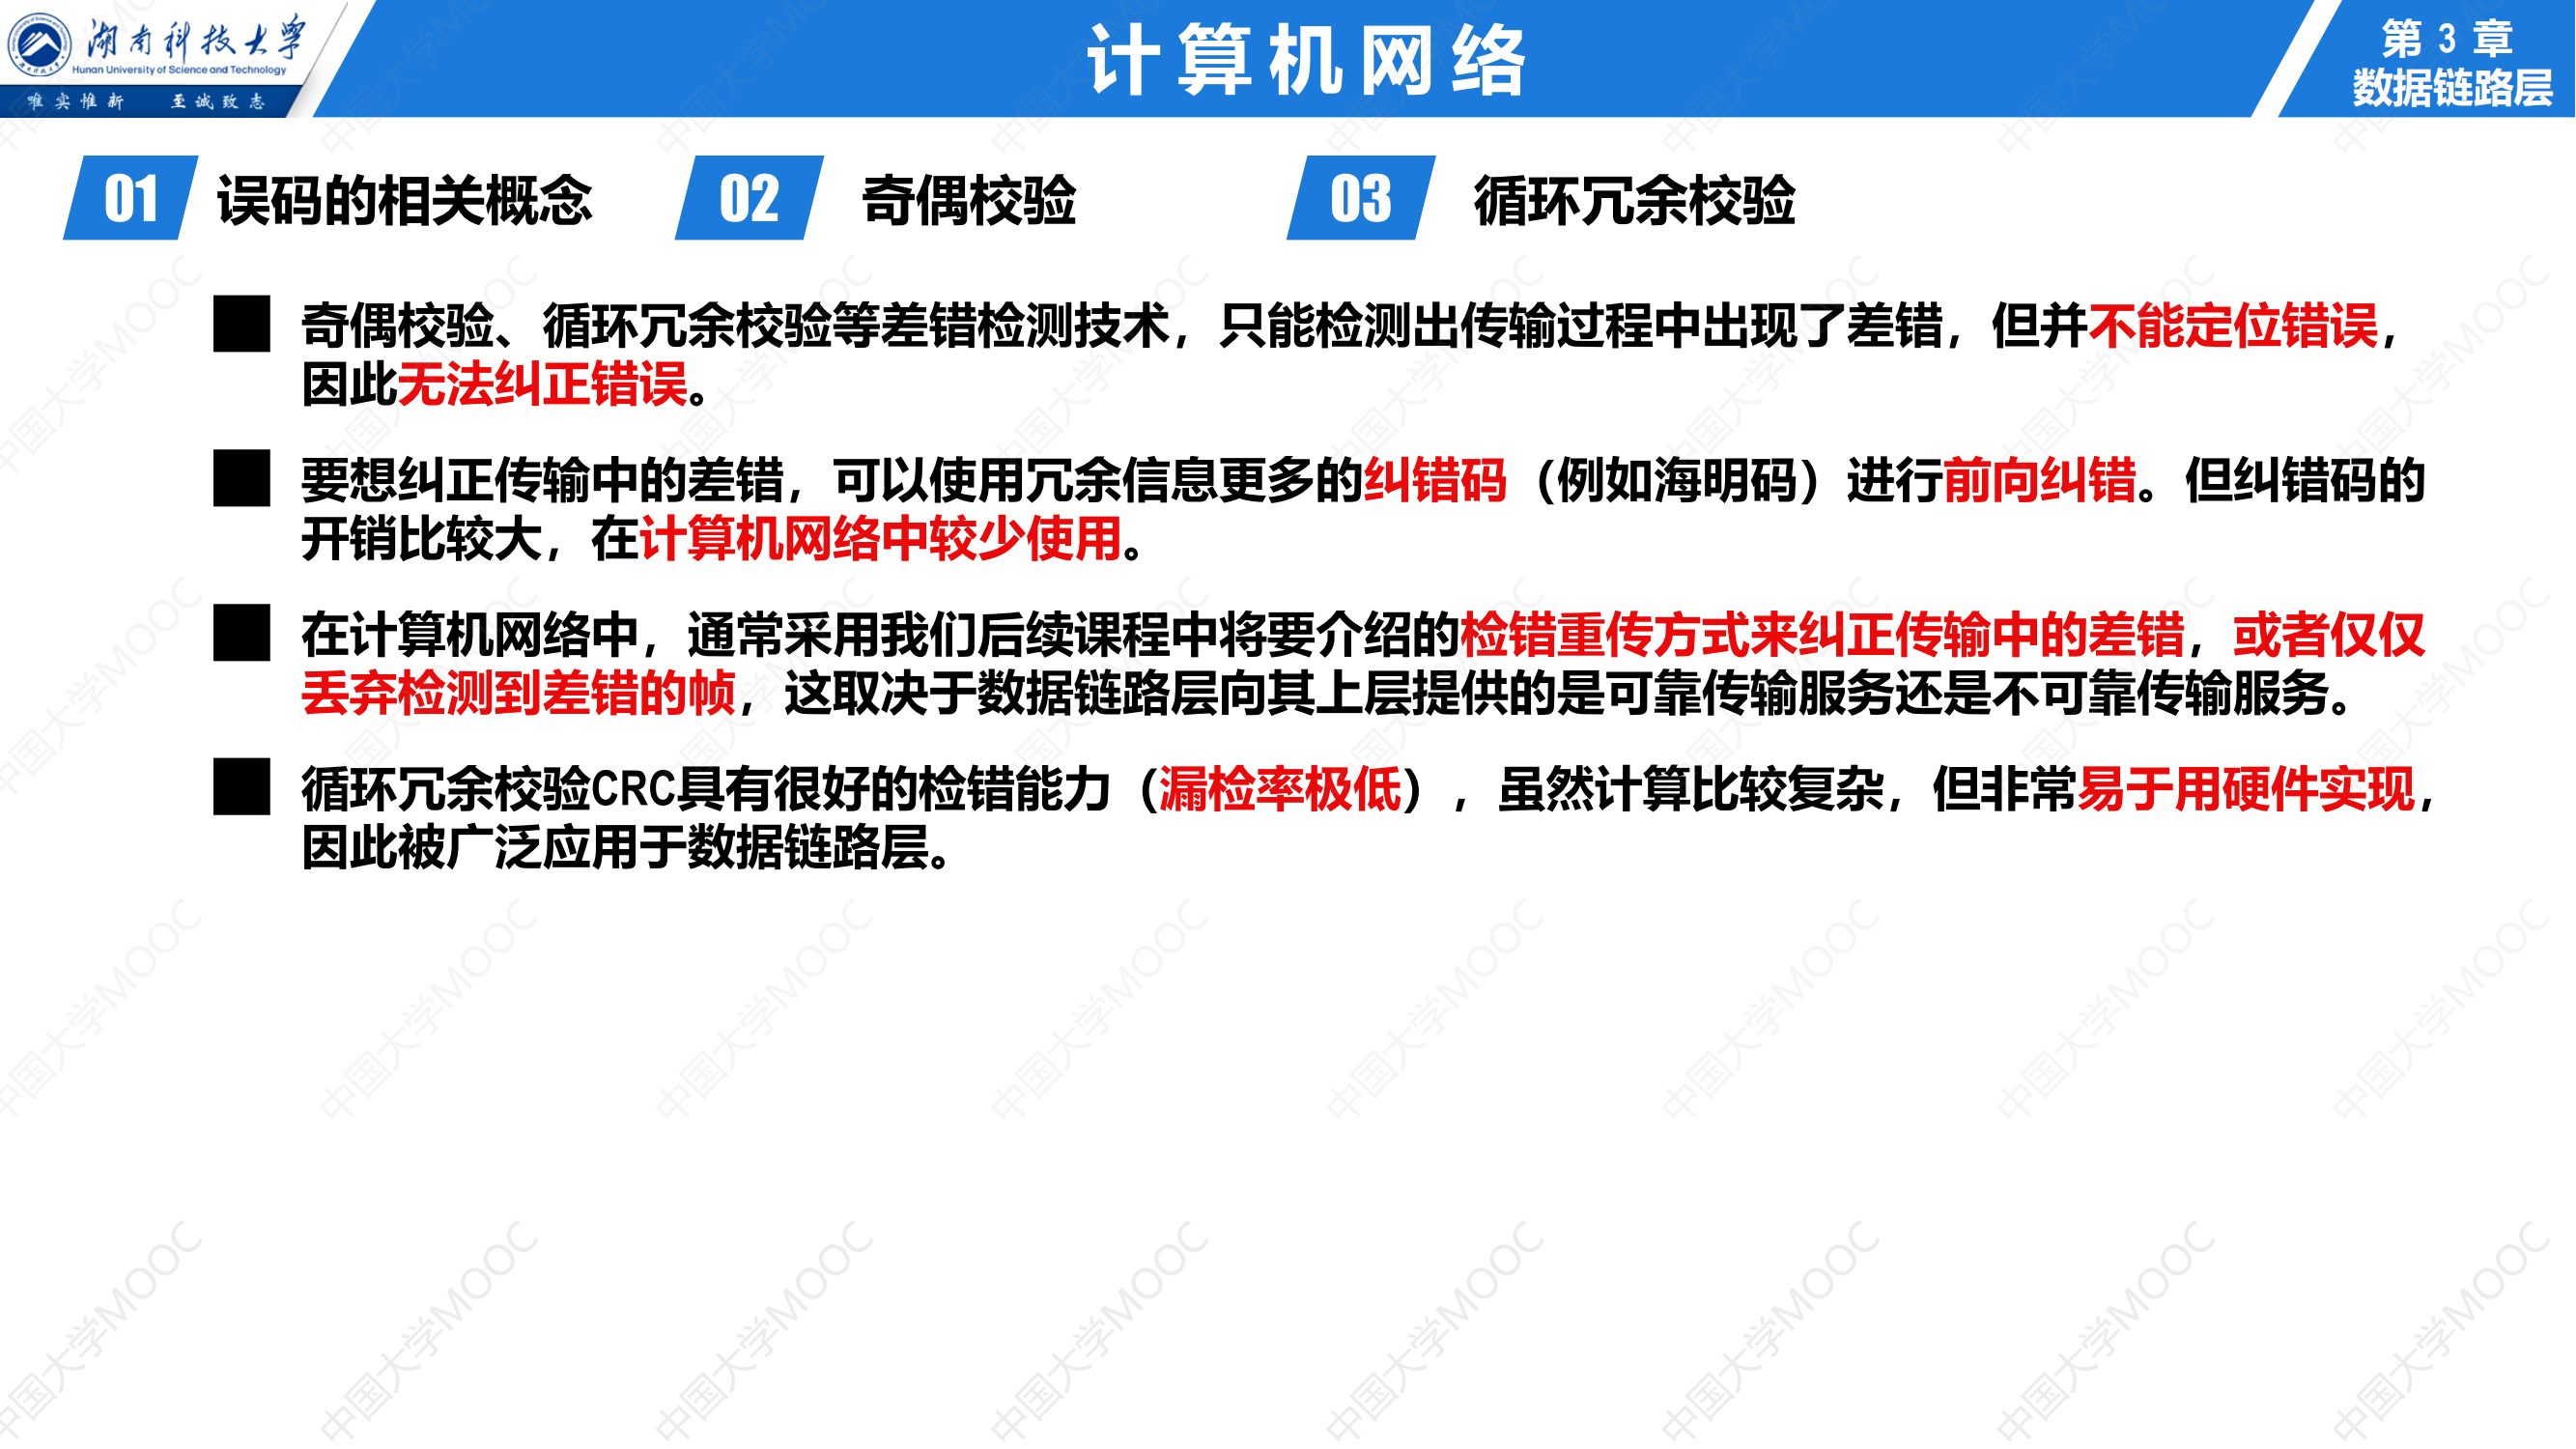 湖南科技大学
Hunan University of Science and Technology
唯实惟新 至诚致志
计算机网络
第 3 章
数据链路层
01 误码的相关概念 02 奇偶校验 03 循环冗余校验
奇偶校验、循环冗余校验等差错检测技术，只能检测出传输过程中出现了差错，但并不能定位错误，
因此无法纠正错误。
要想纠正传输中的差错，可以使用冗余信息更多的纠错码（例如海明码）进行前向纠错。但纠错码的
开销比较大，在计算机网络中较少使用。
在计算机网络中，通常采用我们后续课程中将要介绍的检错重传方式来纠正传输中的差错，或者仅仅
丢弃检测到差错的帧，这取决于数据链路层向其上层提供的是可靠传输服务还是不可靠传输服务。
循环冗余校验CRC具有很好的检错能力（漏检率极低），虽然计算比较复杂，但非常易于用硬件实现，
因此被广泛应用于数据链路层。
中国大学MOOC